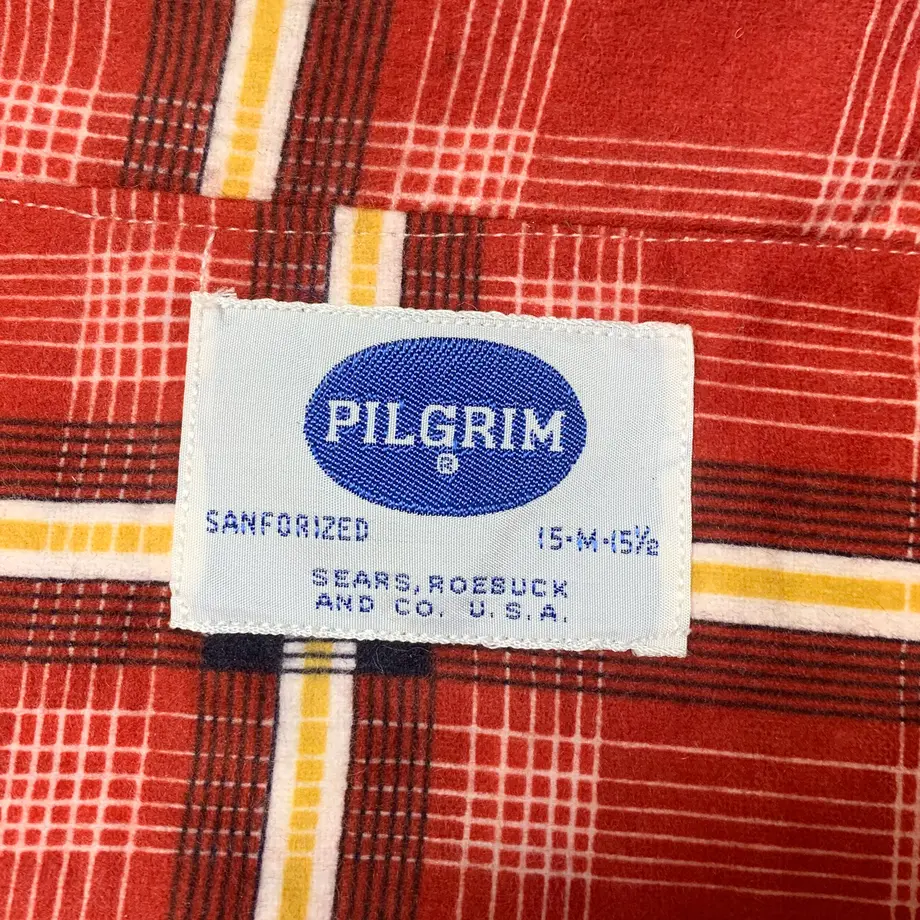 PILGRIM
®
SANFORIZED 15·M·15½
SEARS, ROEBUCK
AND CO. U.S.A.